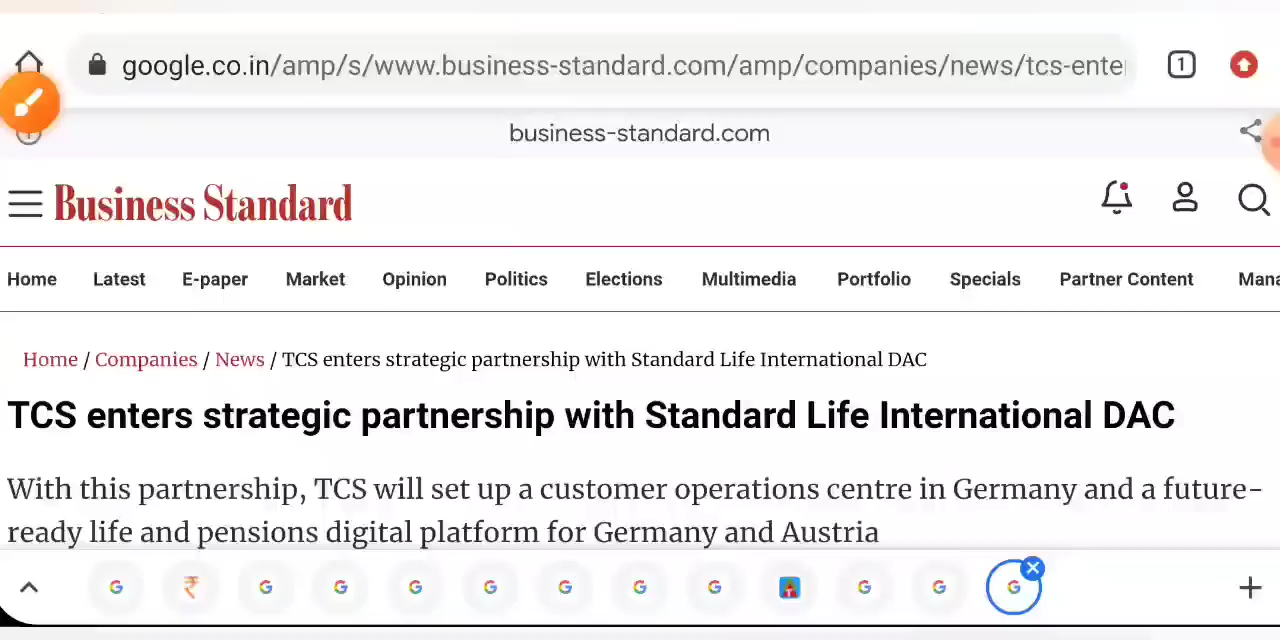 google.co.in/amp/s/www.business-standard.com/amp/companies/news/tcs-ente
1
business-standard.com
Business Standard
Home Latest E-paper Market Opinion Politics Elections Multimedia Portfolio Specials Partner Content Mana
Home / Companies / News / TCS enters strategic partnership with Standard Life International DAC
TCS enters strategic partnership with Standard Life International DAC
With this partnership, TCS will set up a customer operations centre in Germany and a future-
ready life and pensions digital platform for Germany and Austria